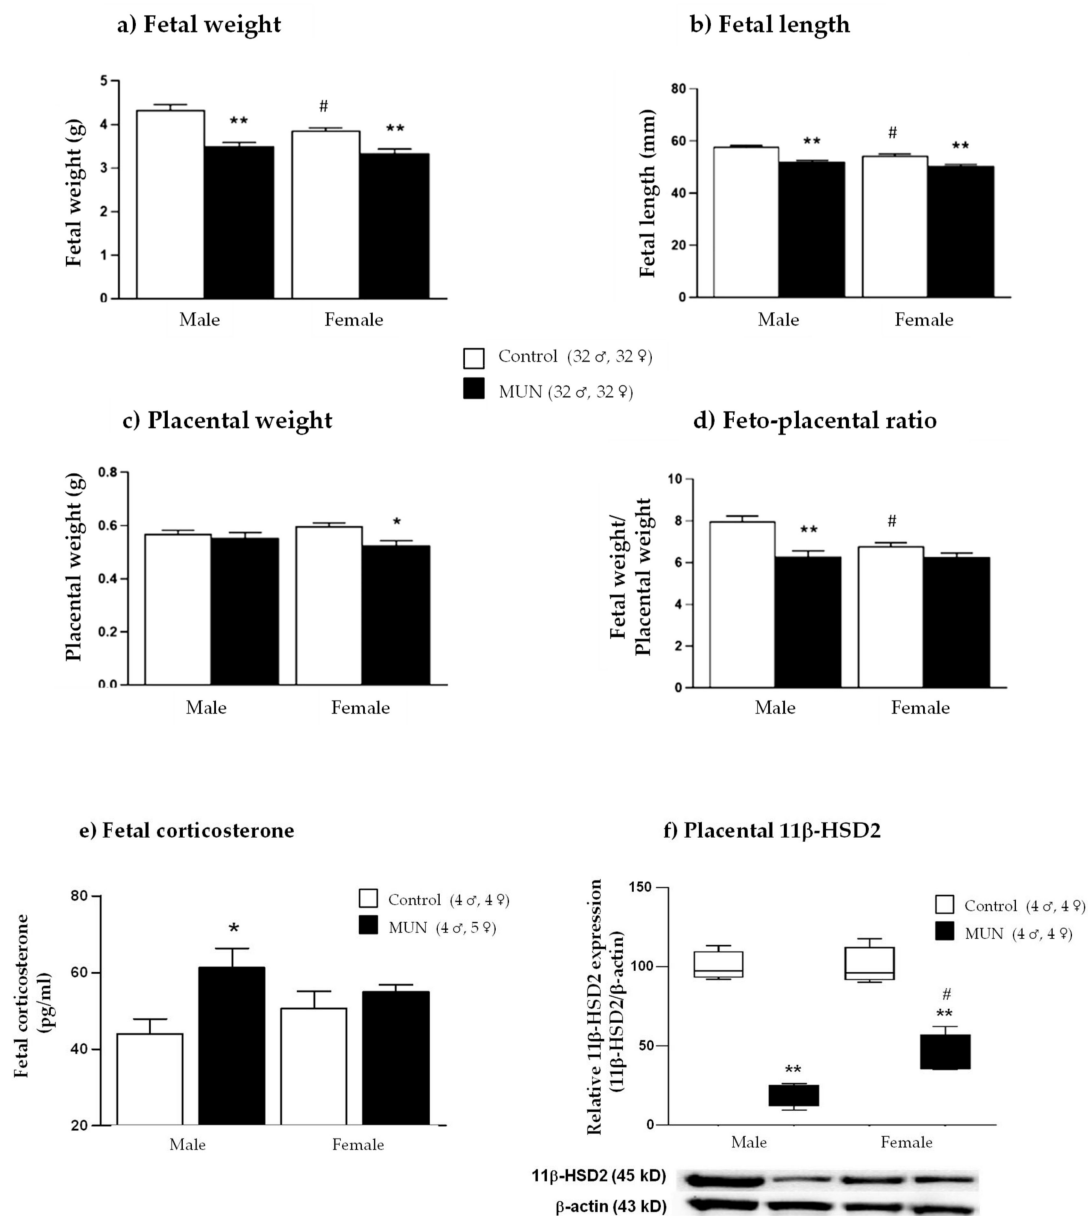 a) Fetal weight
Fetal weight (g)
5
4
3
2
1
0
**
#
**
Male
Female
b) Fetal length
Fetal length (mm)
80
60
40
20
0
**
#
**
Male
Female
Control (32 ♂, 32 ♀)
MUN (32 ♂, 32 ♀)
c) Placental weight
Placental weight (g)
0.8
0.6
0.4
0.2
0.0
*
Male
Female
d) Feto-placental ratio
Fetal weight/
Placental weight
10
8
6
4
2
0
**
#
Male
Female
e) Fetal corticosterone
Fetal corticosterone
(pg/ml)
80
60
40
20
*
Control (4 ♂, 4 ♀)
MUN (4 ♂, 5 ♀)
Male
Female
f) Placental 11β-HSD2
Relative 11β-HSD2 expression
(11β-HSD2/β-actin)
150
100
50
0
Control (4 ♂, 4 ♀)
MUN (4 ♂, 4 ♀)
**
#
**
Male
Female
11β-HSD2 (45 kD)
β-actin (43 kD)